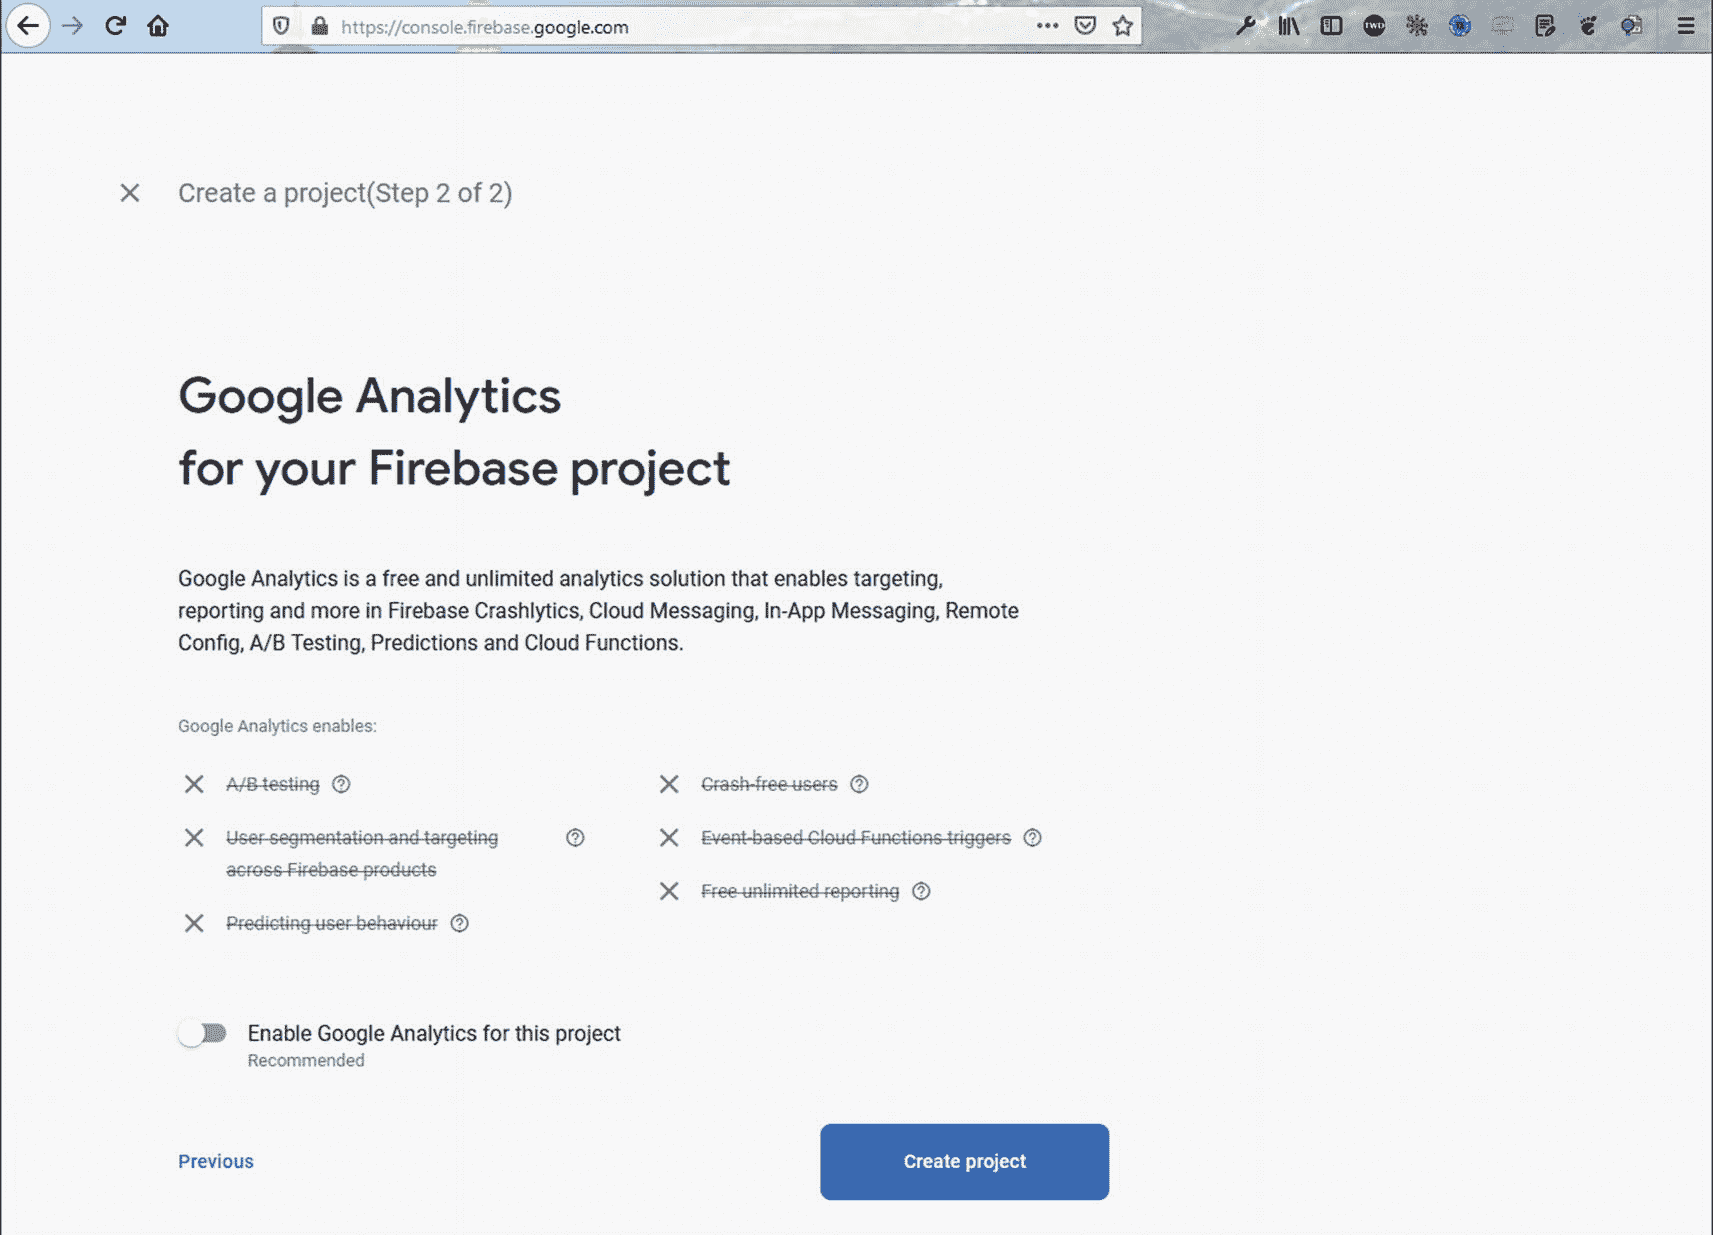 https://console.firebase.google.com
TWD
Create a project(Step 2 of 2)
Google Analytics
for your Firebase project
Google Analytics is a free and unlimited analytics solution that enables targeting,
reporting and more in Firebase Crashlytics, Cloud Messaging, In-App Messaging, Remote
Config, A/B Testing, Predictions and Cloud Functions.
Google Analytics enables:
A/B testing
User segmentation and targeting
across Firebase products
Predicting user behaviour
Crash-free users
Event-based Cloud Functions triggers
Free unlimited reporting
Enable Google Analytics for this project
Recommended
Previous
Create project